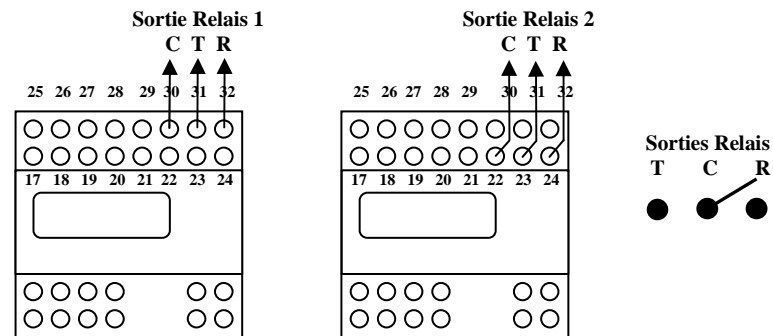 Sortie Relais 1
C T R
25 26 27 28 29 30 31 32
17 18 19 20 21 22 23 24
Sortie Relais 2
C T R
25 26 27 28 29 30 31 32
17 18 19 20 21 22 23 24
Sorties Relais
T C R